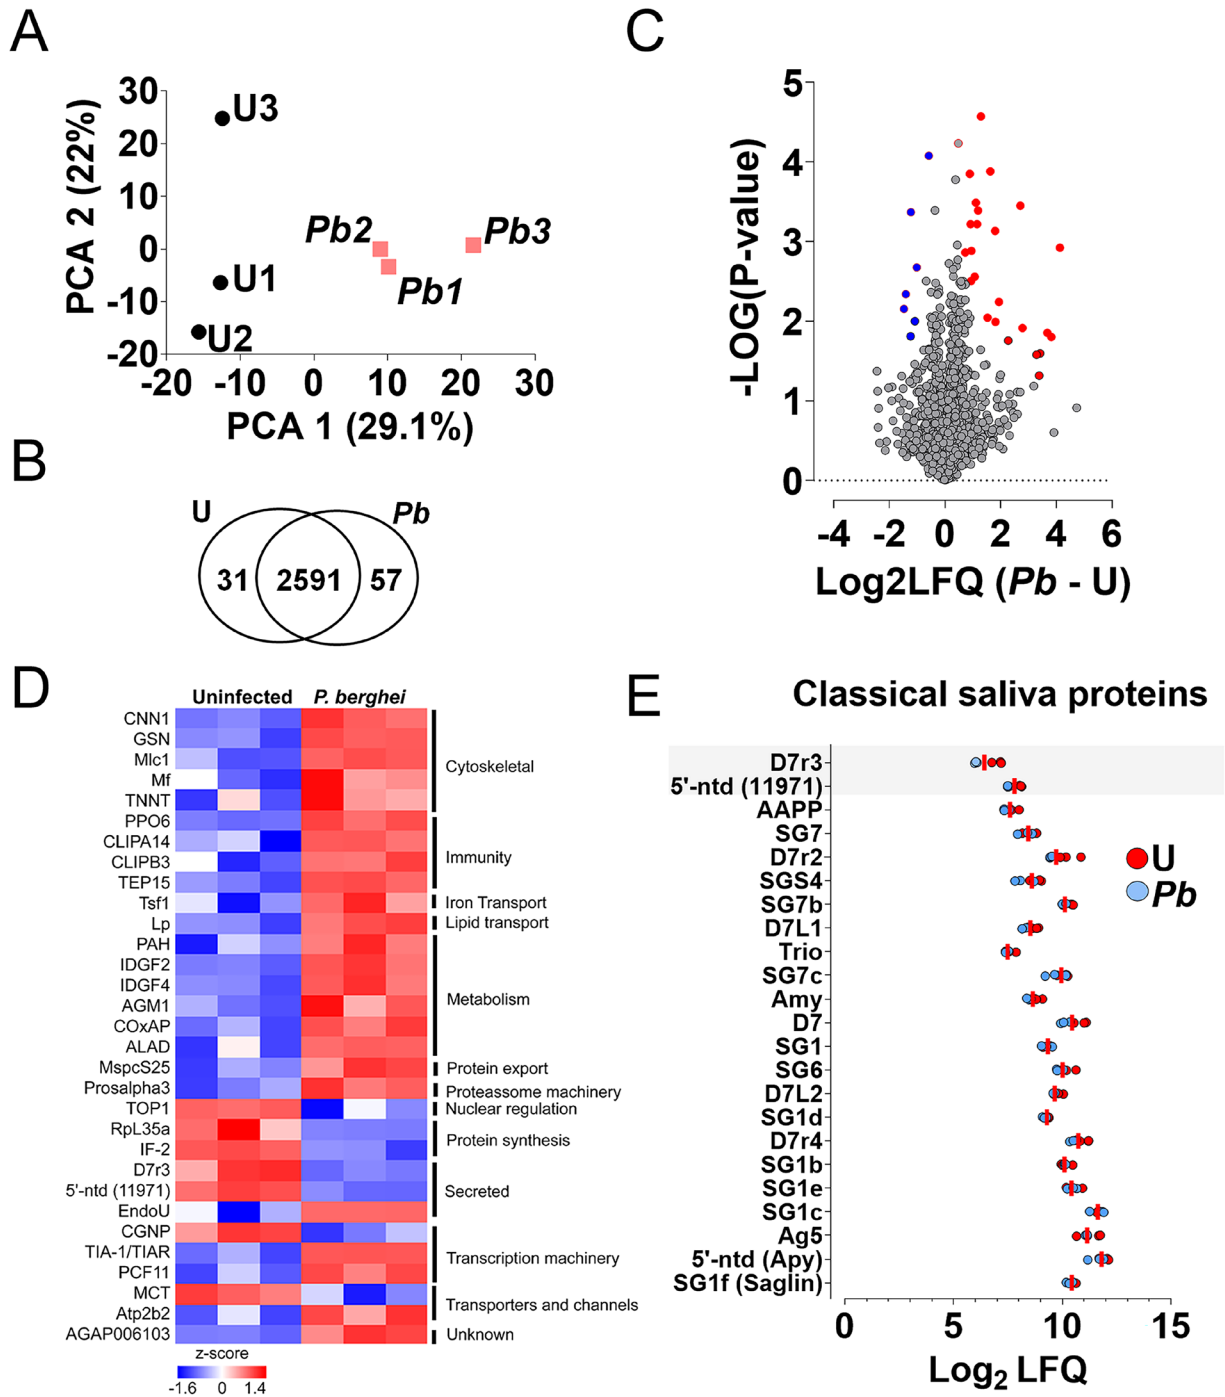 A
PCA 2 (22%)
30
20
10
0
-10
-20
U3
Pb2
Pb3
U1
Pb1
U2
-20 -10 0 10 20 30
PCA 1 (29.1%)
B
U
Pb
31 2591 57
C
-LOG(P-value)
5
4
3
2
1
0
-4 -2 0 2 4 6
Log2LFQ (Pb - U)
D
Uninfected P. berghei
CNN1
GSN
Mlc1
Mf
TNNT
PPO6
CLIPA14
CLIPB3
TEP15
Tsf1
Lp
PAH
IDGF2
IDGF4
AGM1
COxAP
ALAD
MspcS25
Prosalpha3
TOP1
RpL35a
IF-2
D7r3
5'-ntd (11971)
EndoU
CGNP
TIA-1/TIAR
PCF11
MCT
Atp2b2
AGAP006103
Cytoskeletal
Immunity
Iron Transport
Lipid transport
Metabolism
Protein export
Proteassome machinery
Nuclear regulation
Protein synthesis
Secreted
Transcription machinery
Transporters and channels
Unknown
z-score
-1.6 0 1.4
E
Classical saliva proteins
D7r3
5'-ntd (11971)
AAPP
SG7
D7r2
SGS4
SG7b
D7L1
Trio
SG7c
Amy
D7
SG1
SG6
D7L2
SG1d
D7r4
SG1b
SG1e
SG1c
Ag5
5'-ntd (Apy)
SG1f (Saglin)
U
Pb
0 5 10 15
Log2 LFQ